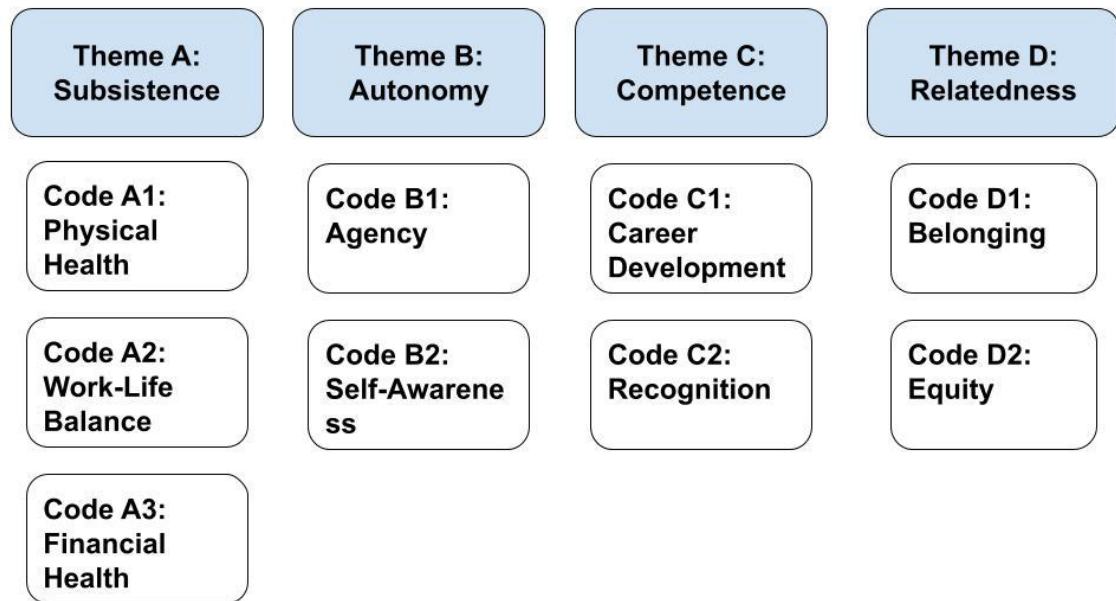 Theme A:
Subsistence
Theme B:
Autonomy
Theme C:
Competence
Theme D:
Relatedness
Code A1:
Physical
Health
Code B1:
Agency
Code C1:
Career
Development
Code D1:
Belonging
Code A2:
Work-Life
Balance
Code B2:
Self-Awarene
ss
Code C2:
Recognition
Code D2:
Equity
Code A3:
Financial
Health